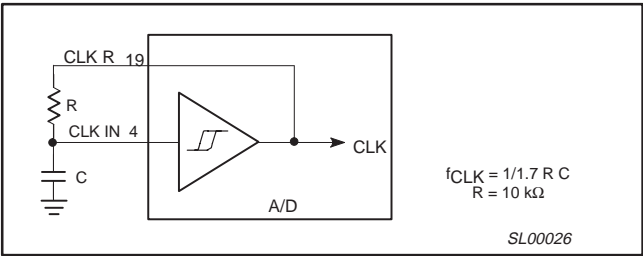 CLK R 19
R
CLK IN 4
CLK
C
A/D
fCLK = 1/1.7 R C
R = 10 kΩ
SL00026